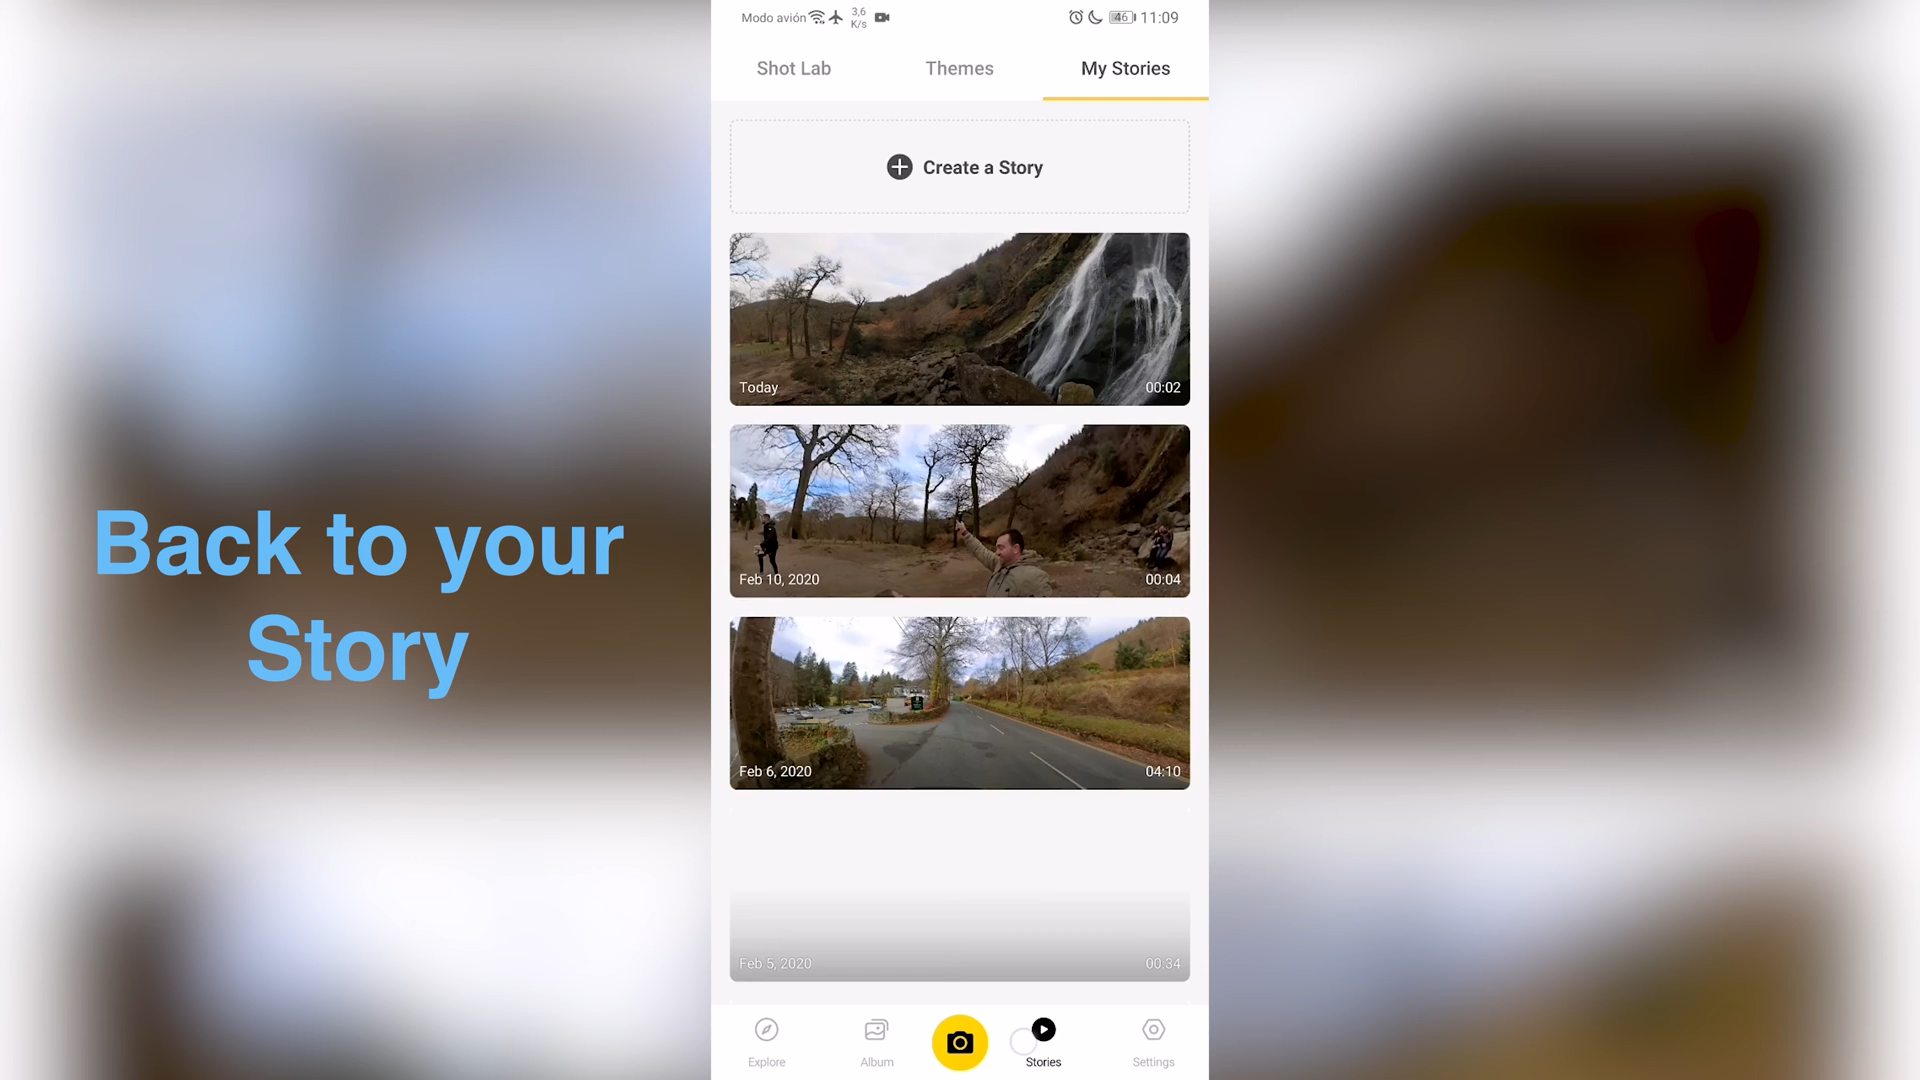 Modo avión 3,6 K/s 46 11:09
Shot Lab Themes My Stories
Create a Story
Today 00:02
Feb 10, 2020 00:04
Back to your
Story
Feb 6, 2020 04:10
Feb 5, 2020 00:34
Explore Album Stories Settings